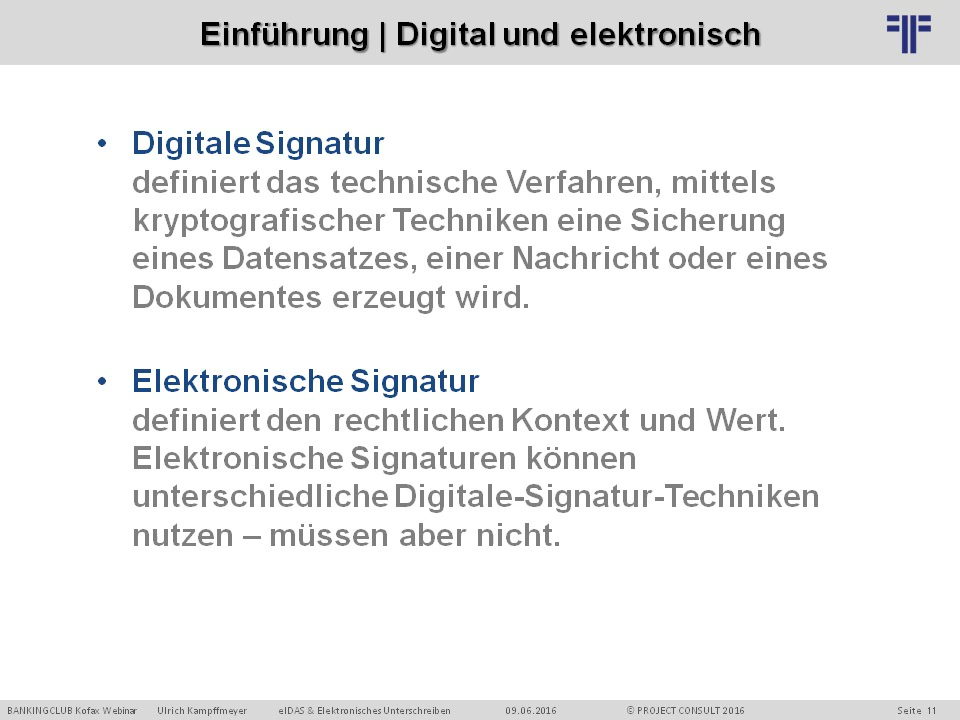 Einführung | Digital und elektronisch
• Digitale Signatur
definiert das technische Verfahren, mittels
kryptografischer Techniken eine Sicherung
eines Datensatzes, einer Nachricht oder eines
Dokumentes erzeugt wird.
• Elektronische Signatur
definiert den rechtlichen Kontext und Wert.
Elektronische Signaturen können
unterschiedliche Digitale-Signatur-Techniken
nutzen – müssen aber nicht.
BANKINGCLUB Kofax Webinar Ulrich Kampffmeyer eIDAS & Elektronisches Unterschreiben 09.06.2016 © PROJECT CONSULT 2016 Seite 11